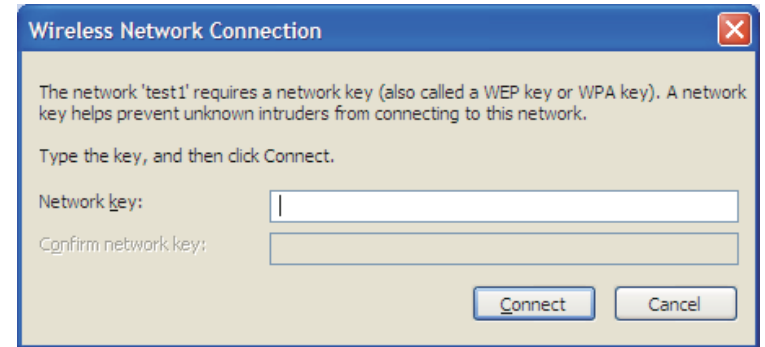 Wireless Network Connection
The network 'test1' requires a network key (also called a WEP key or WPA key). A network
key helps prevent unknown intruders from connecting to this network.
Type the key, and then click Connect.
Network key:
Confirm network key:
Connect Cancel